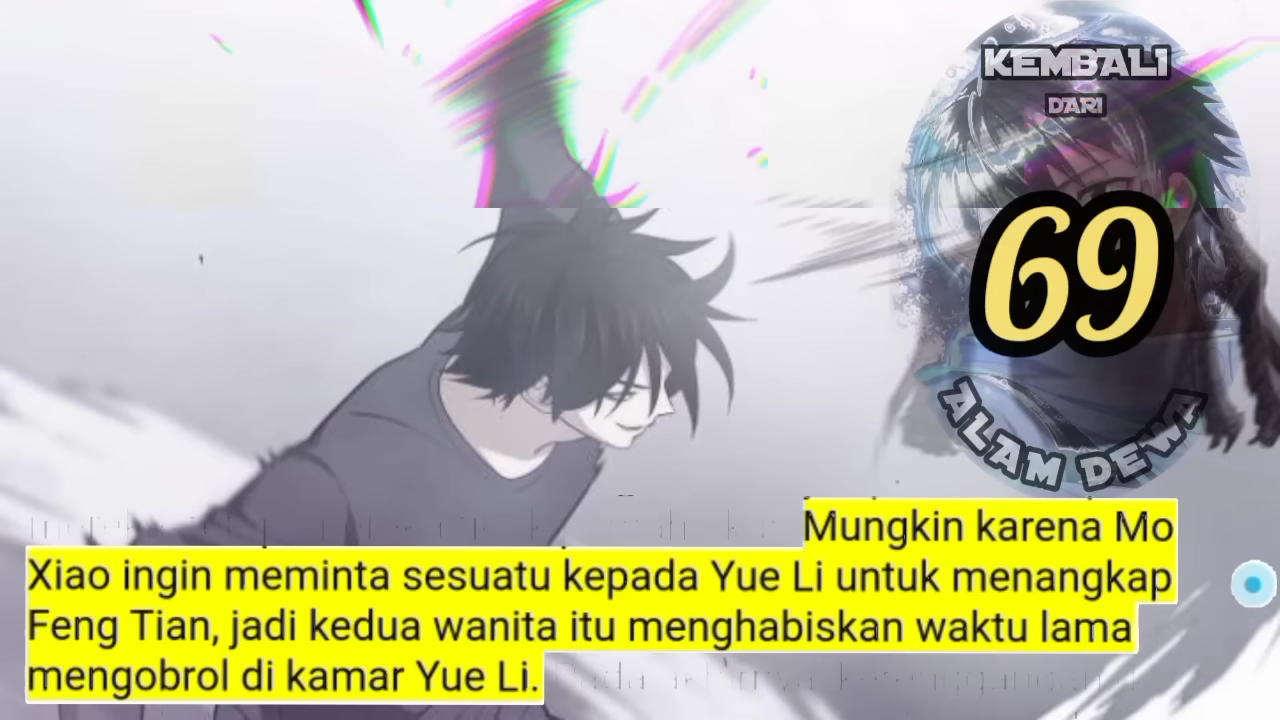 KEMBALI
DARI
69
ALAM DEWA
Mungkin karena Mo
Xiao ingin meminta sesuatu kepada Yue Li untuk menangkap
Feng Tian, jadi kedua wanita itu menghabiskan waktu lama
mengobrol di kamar Yue Li.